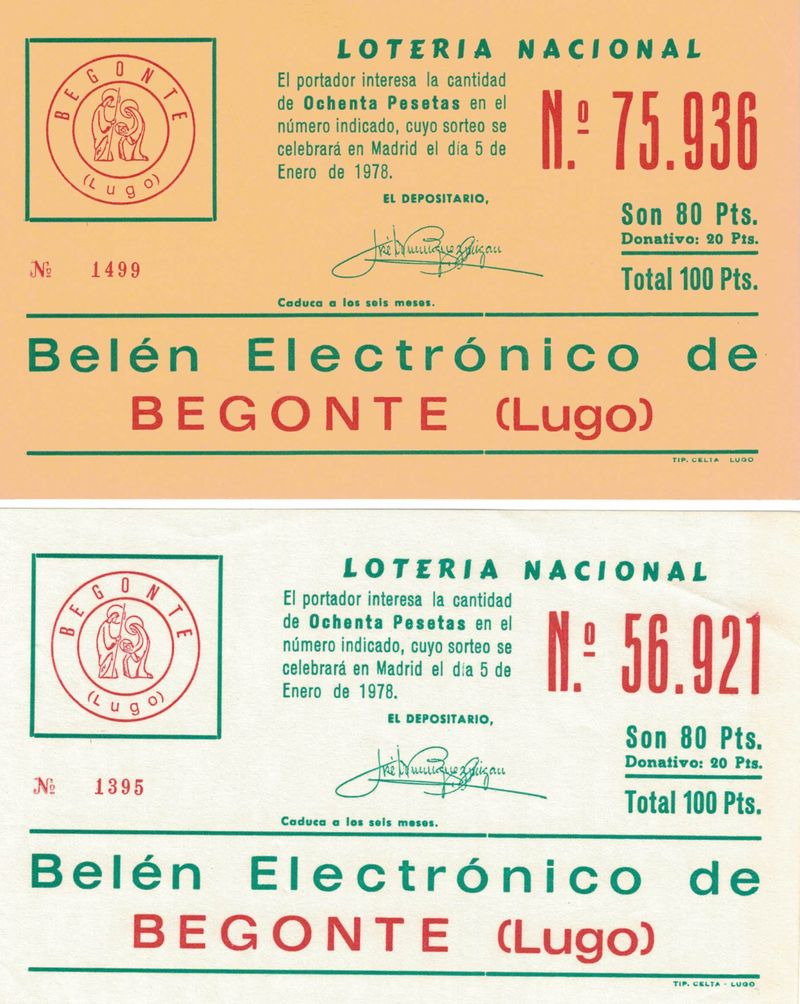 BEGONTE
(Lugo)
Nº 1499
LOTERIA NACIONAL
El portador interesa la cantidad
de Ochenta Pesetas en el
número indicado, cuyo sorteo se
celebrará en Madrid el día 5 de
Enero de 1978.
EL DEPOSITARIO,
Caduca a los seis meses.
N.º 75.936
Son 80 Pts.
Donativo: 20 Pts.
Total 100 Pts.
Belén Electrónico de
BEGONTE (Lugo)
TIP. CELTA LUGO
BEGONTE
(Lugo)
Nº 1395
LOTERIA NACIONAL
El portador interesa la cantidad
de Ochenta Pesetas en el
número indicado, cuyo sorteo se
celebrará en Madrid el día 5 de
Enero de 1978.
EL DEPOSITARIO,
Caduca a los seis meses.
N.º 56.921
Son 80 Pts.
Donativo: 20 Pts.
Total 100 Pts.
Belén Electrónico de
BEGONTE (Lugo)
TIP. CELTA - LUGO